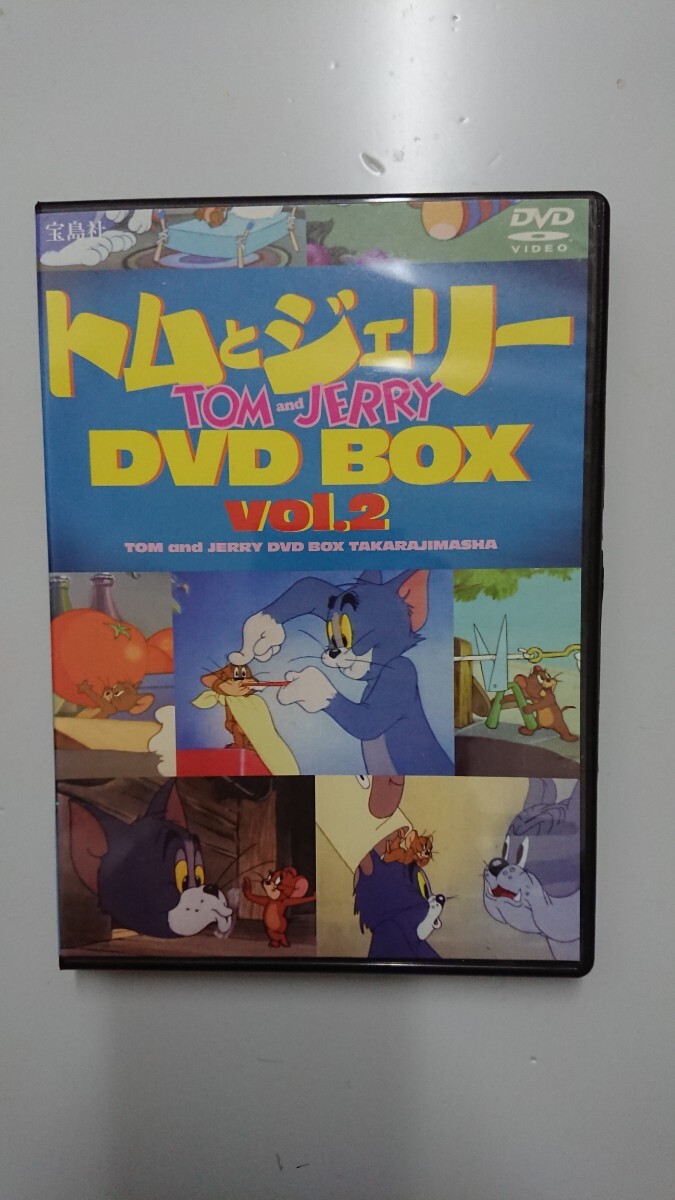 宝島社
DVD
VIDEO
トムとジェリー
TOM and JERRY
DVD BOX
vol.2
TOM and JERRY DVD BOX TAKARAJIMASHA